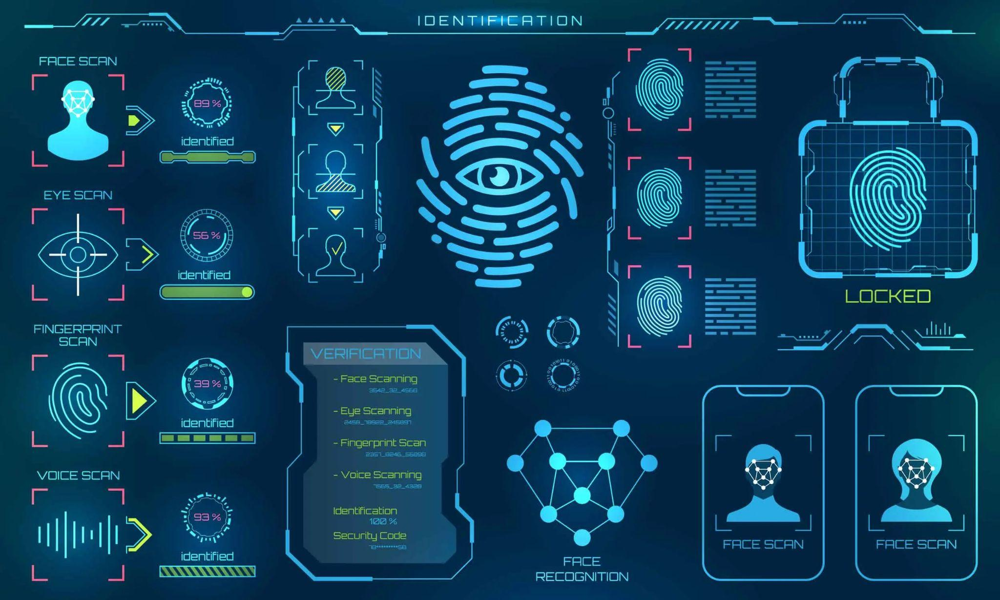 IDENTIFICATION
FACE SCAN
89 %
identified
EYE SCAN
56 %
identified
FINGERPRINT
SCAN
39 %
identified
VOICE SCAN
93 %
identified
VERIFICATION
- Face Scanning
3542_32_4568
- Eye Scanning
2458_78922_245897
- Fingerprint Scan
2357_8246_55898
- Voice Scanning
7565_32_4328
Identification
100 %
Security Code
78*********58
FACE
RECOGNITION
LOCKED
FACE SCAN
FACE SCAN